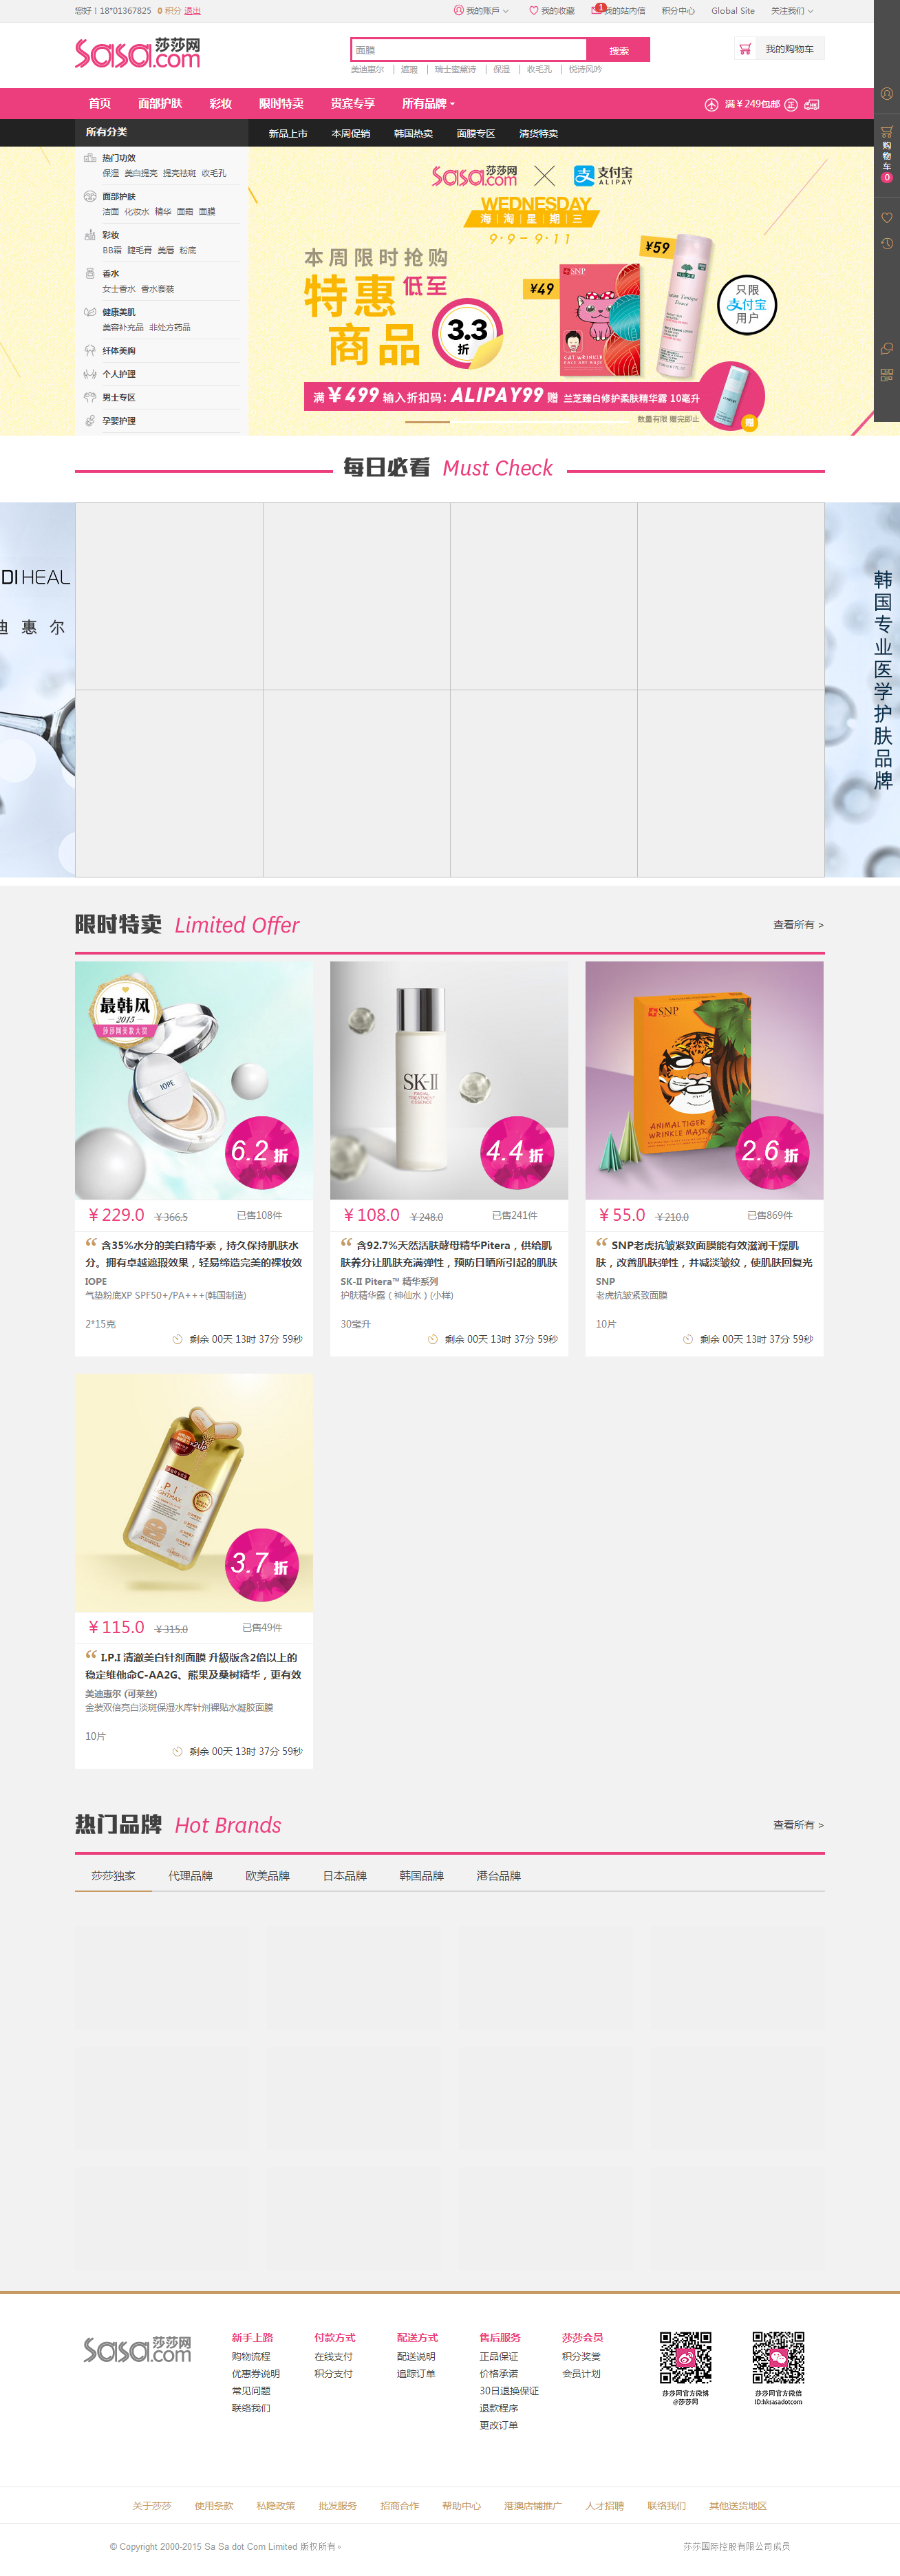 您好！18*01367825 0 积分 退出
我的账户 我的收藏 1 我的站内信 积分中心 Global Site 关注我们
Sasa莎莎网.com
面膜 搜索
美迪惠尔 | 遮瑕 | 瑞士蜜黛诗 | 保湿 | 收毛孔 | 悦诗风吟
我的购物车
首页 面部护肤 彩妆 限时特卖 贵宾专享 所有品牌
满￥249包邮 正
所有分类 新品上市 本周促销 韩国热卖 面膜专区 清货特卖
购物车
0
热门功效
保湿 美白提亮 提亮祛斑 收毛孔
面部护肤
洁面 化妆水 精华 面霜 面膜
彩妆
BB霜 睫毛膏 美唇 粉底
香水
女士香水 香水套装
健康美肌
美容补充品 非处方药品
纤体美胸
个人护理
男士专区
孕婴护理
Sasa莎莎网.com 支 支付宝 ALIPAY
WEDNESDAY
海 | 淘 | 星 | 期 | 三
9.9 - 9.11
本周限时抢购
特惠 低至
商品 3.3折
¥49
¥59
SNP
CAT WRINKLE
只限
支付宝
用户
满￥499 输入折扣码：ALIPAY99 赠 兰芝臻白修护柔肤精华露 10毫升
数量有限 赠完即止
赠
每日必看 Must Check
DIHEAL
迪惠尔
韩国专业医学护肤品牌
限时特卖 Limited Offer 查看所有 >
最韩风
2015
莎莎网美妆大赏
IOPE
6.2折
SK-II
FACIAL
TREATMENT
ESSENCE
4.4折
SNP
ANIMAL TIGER
WRINKLE MASK
2.6折
￥229.0 ￥366.5 已售108件
“ 含35%水分的美白精华素，持久保持肌肤水
分。拥有卓越遮瑕效果，轻易缔造完美的裸妆效
IOPE
气垫粉底XP SPF50+/PA+++(韩国制造)
2*15克
剩余 00天 13时 37分 59秒
￥108.0 ￥248.0 已售241件
“ 含92.7%天然活肤酵母精华Pitera，供给肌
肤养分让肌肤充满弹性，预防日晒所引起的肌肤
SK-II Pitera™ 精华系列
护肤精华露（神仙水）(小样)
30毫升
剩余 00天 13时 37分 59秒
￥55.0 ￥210.0 已售869件
“ SNP老虎抗皱紧致面膜能有效滋润干燥肌
肤，改善肌肤弹性，并减淡皱纹，使肌肤回复光
SNP
老虎抗皱紧致面膜
10片
剩余 00天 13时 37分 59秒
3.7折
￥115.0 ￥315.0 已售49件
“ I.P.I 清澈美白针剂面膜 升级版含2倍以上的
稳定维他命C-AA2G、熊果及桑树精华，更有效
美迪惠尔 (可莱丝)
金装双倍亮白淡斑保湿水库针剂裸贴水凝胶面膜
10片
剩余 00天 13时 37分 59秒
热门品牌 Hot Brands 查看所有 >
莎莎独家 代理品牌 欧美品牌 日本品牌 韩国品牌 港台品牌
Sasa莎莎网.com
新手上路
购物流程
优惠券说明
常见问题
联络我们
付款方式
在线支付
积分支付
配送方式
配送说明
追踪订单
售后服务
正品保证
价格承诺
30日退换保证
退款程序
更改订单
莎莎会员
积分奖赏
会员计划
莎莎网官方微博
@莎莎网
莎莎网官方微信
ID:hksasadotcom
关于莎莎 使用条款 私隐政策 批发服务 招商合作 帮助中心 港澳店铺推广 人才招聘 联络我们 其他送货地区
© Copyright 2000-2015 Sa Sa dot Com Limited 版权所有。 莎莎国际控股有限公司成员